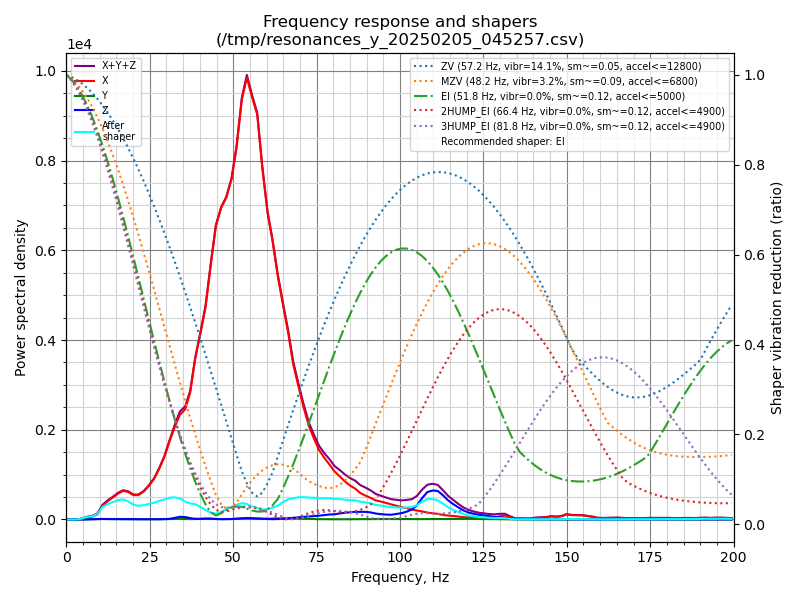 Frequency response and shapers
(/tmp/resonances_y_20250205_045257.csv)
1e4
X+Y+Z
X
Y
Z
After
shaper
ZV (57.2 Hz, vibr=14.1%, sm~=0.05, accel<=12800)
MZV (48.2 Hz, vibr=3.2%, sm~=0.09, accel<=6800)
EI (51.8 Hz, vibr=0.0%, sm~=0.12, accel<=5000)
2HUMP_EI (66.4 Hz, vibr=0.0%, sm~=0.12, accel<=4900)
3HUMP_EI (81.8 Hz, vibr=0.0%, sm~=0.12, accel<=4900)
Recommended shaper: EI
Power spectral density
1.0
0.8
0.6
0.4
0.2
0.0
1.0
0.8
0.6
0.4
0.2
0.0
Shaper vibration reduction (ratio)
0 25 50 75 100 125 150 175 200
Frequency, Hz